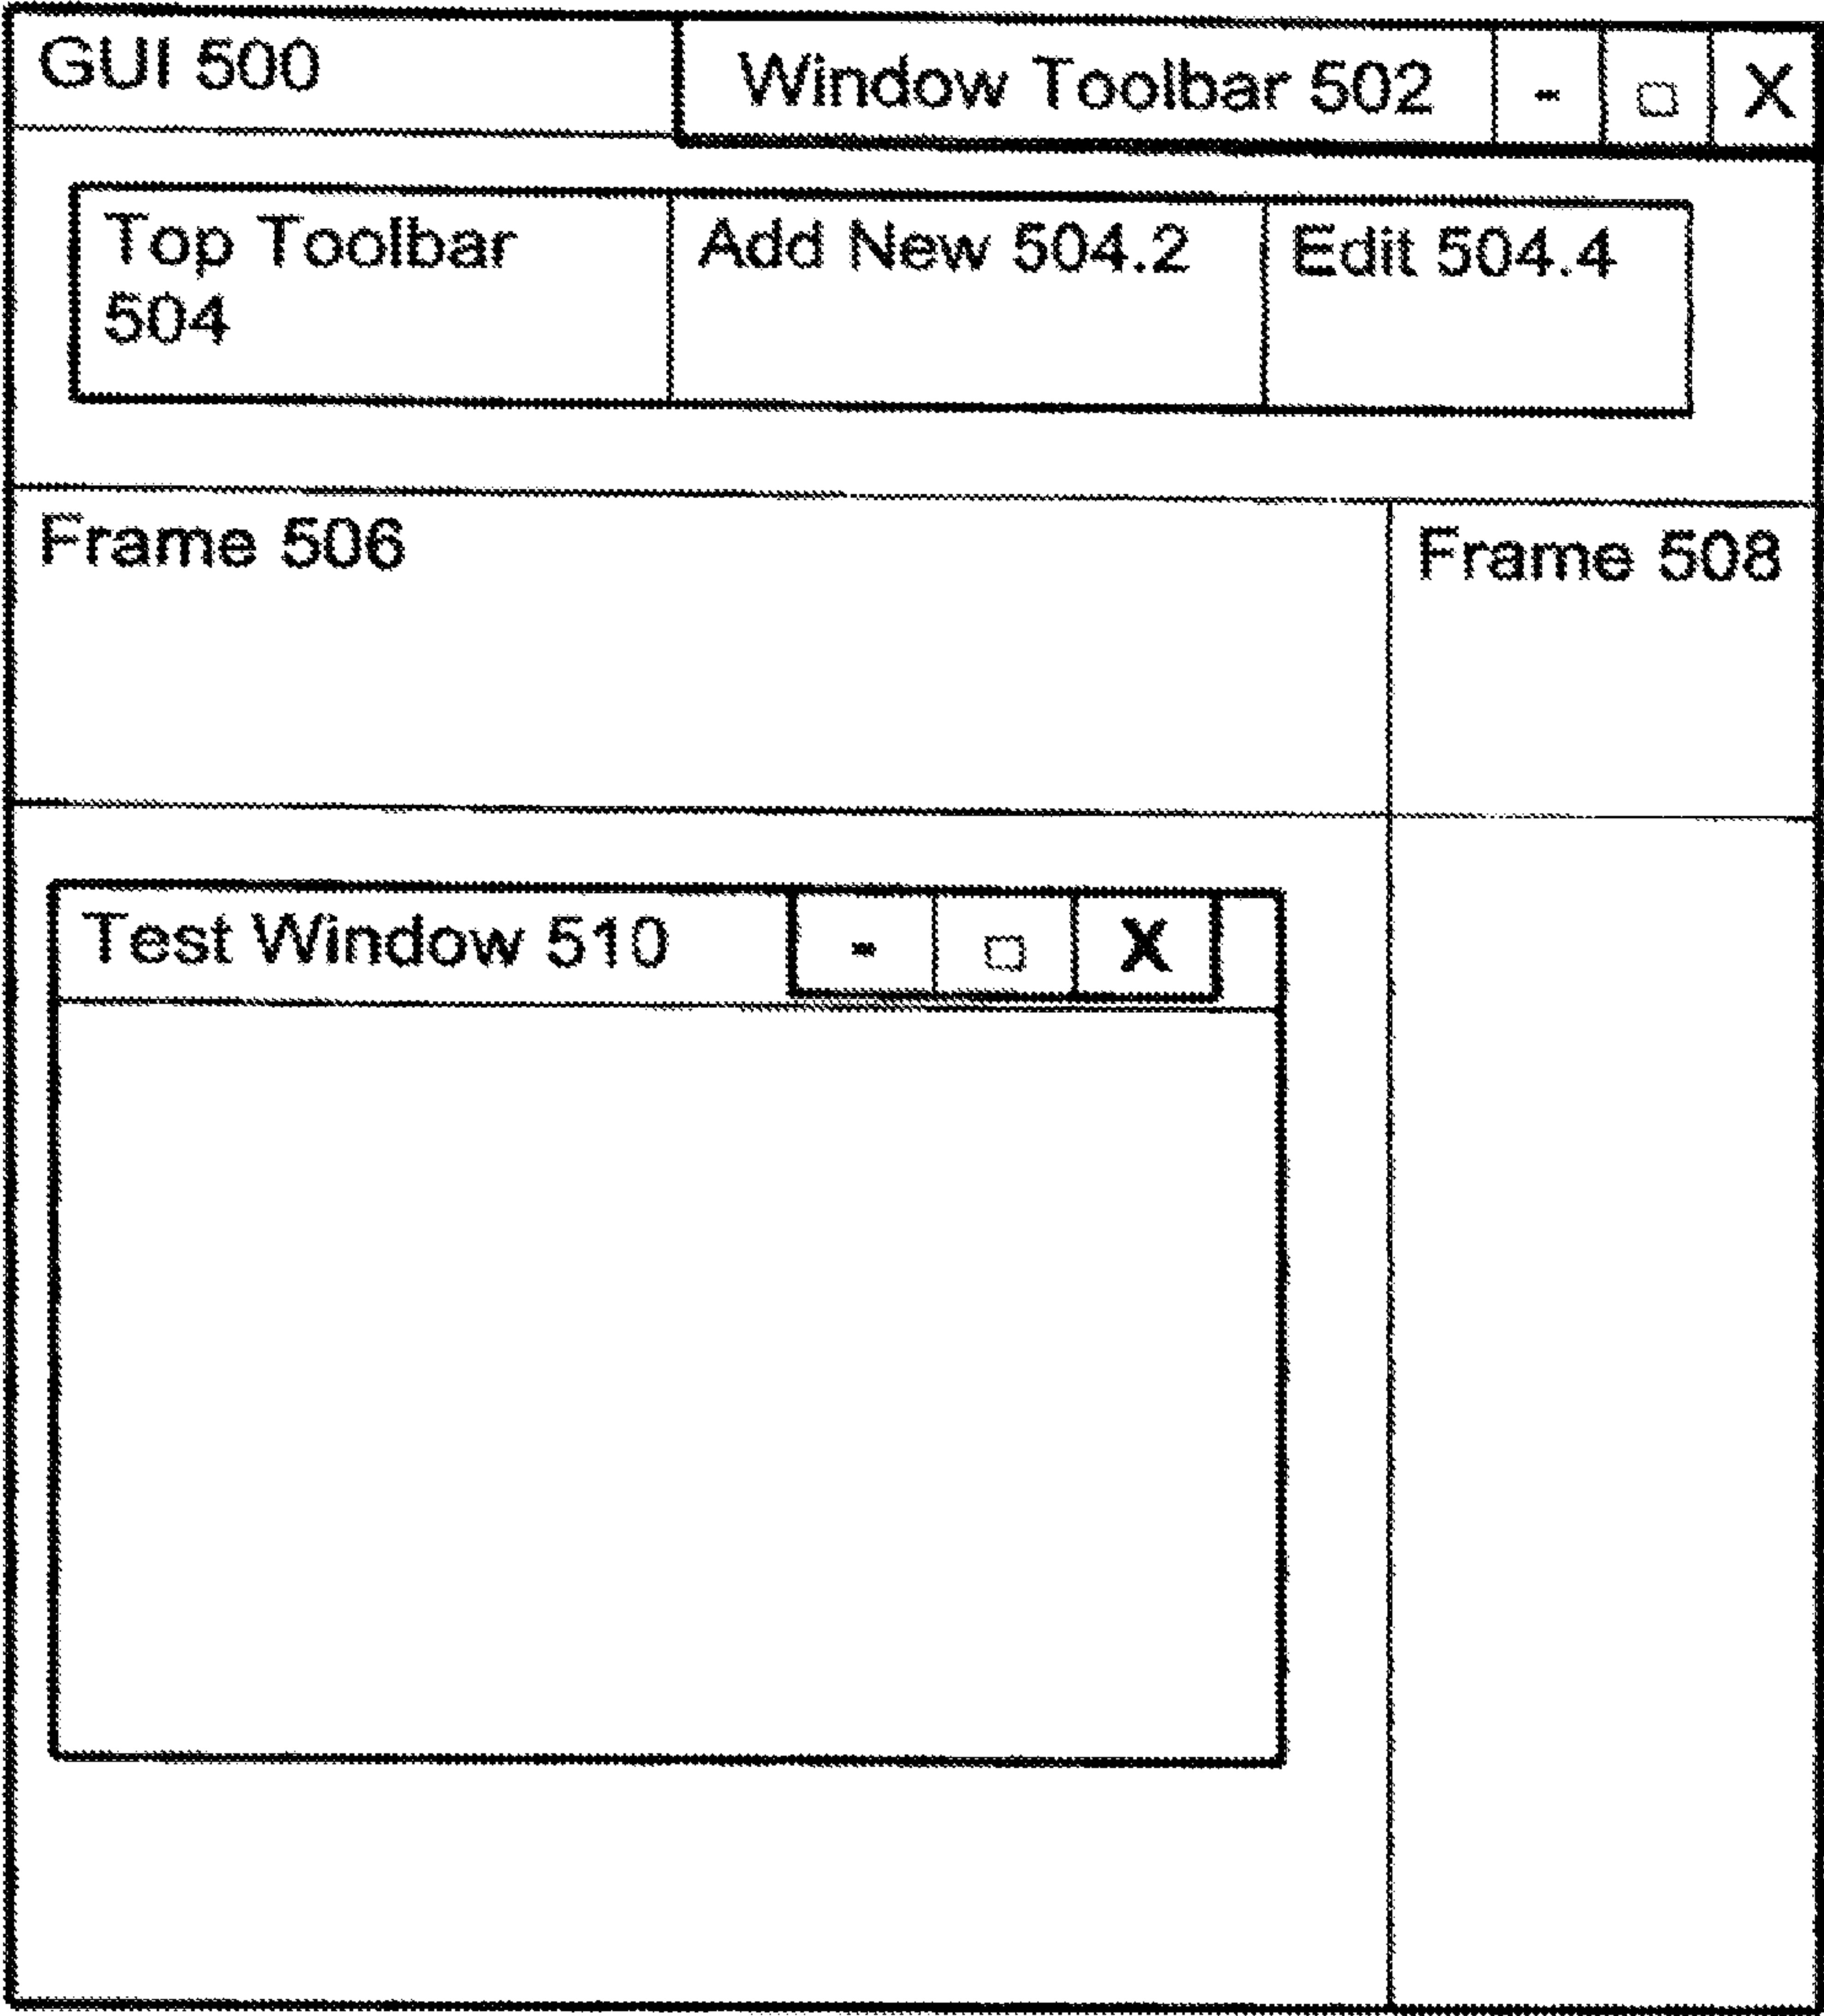 GUI 500
Window Toolbar 502 - □ X
Top Toolbar
504
Add New 504.2
Edit 504.4
Frame 506
Frame 508
Test Window 510 - □ X